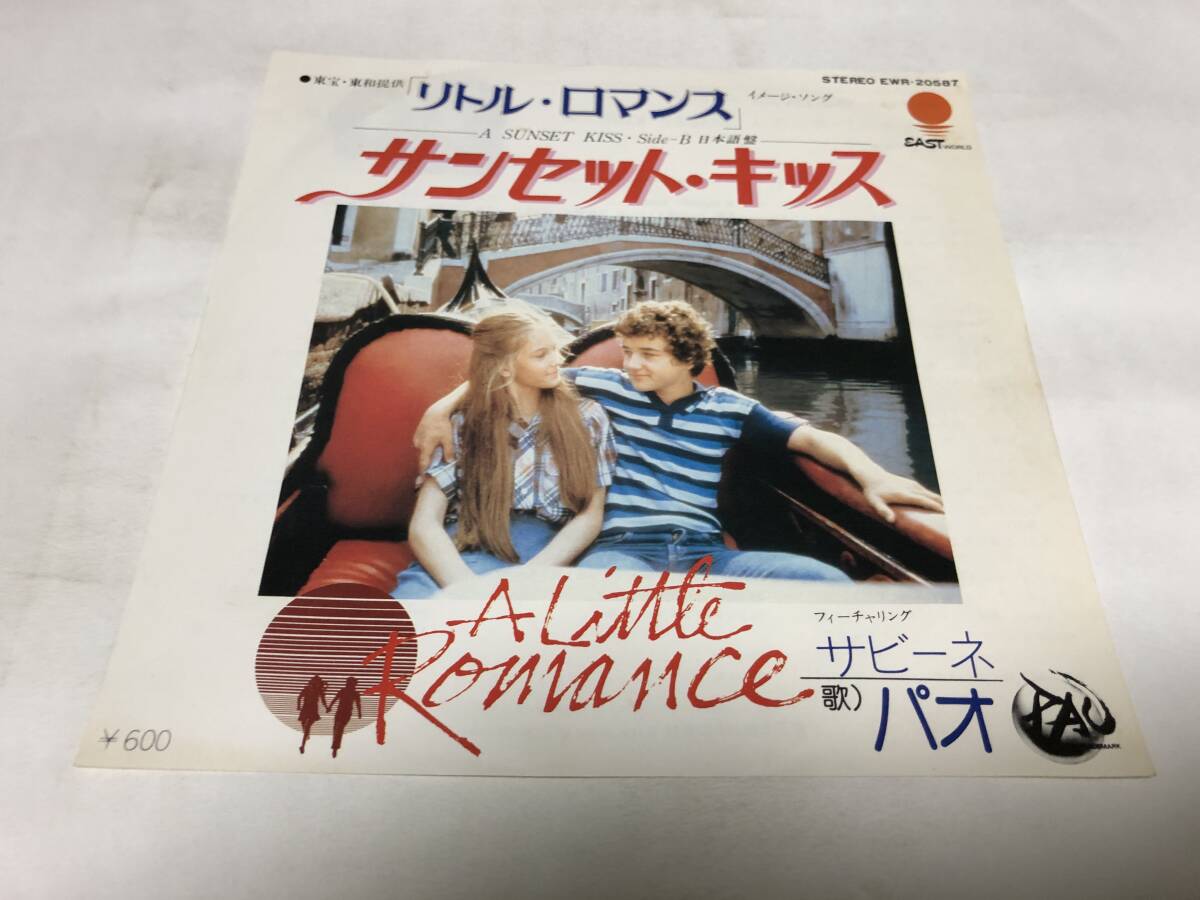 ●東宝・東和提供「リトル・ロマンス」イメージ・ソング
STEREO EWR-20587
EAST WORLD
A SUNSET KISS・Side-B 日本語盤
サンセット・キッス
A Little
Romance
フィーチャリング
サビーネ
歌）パオ
PAO
¥600